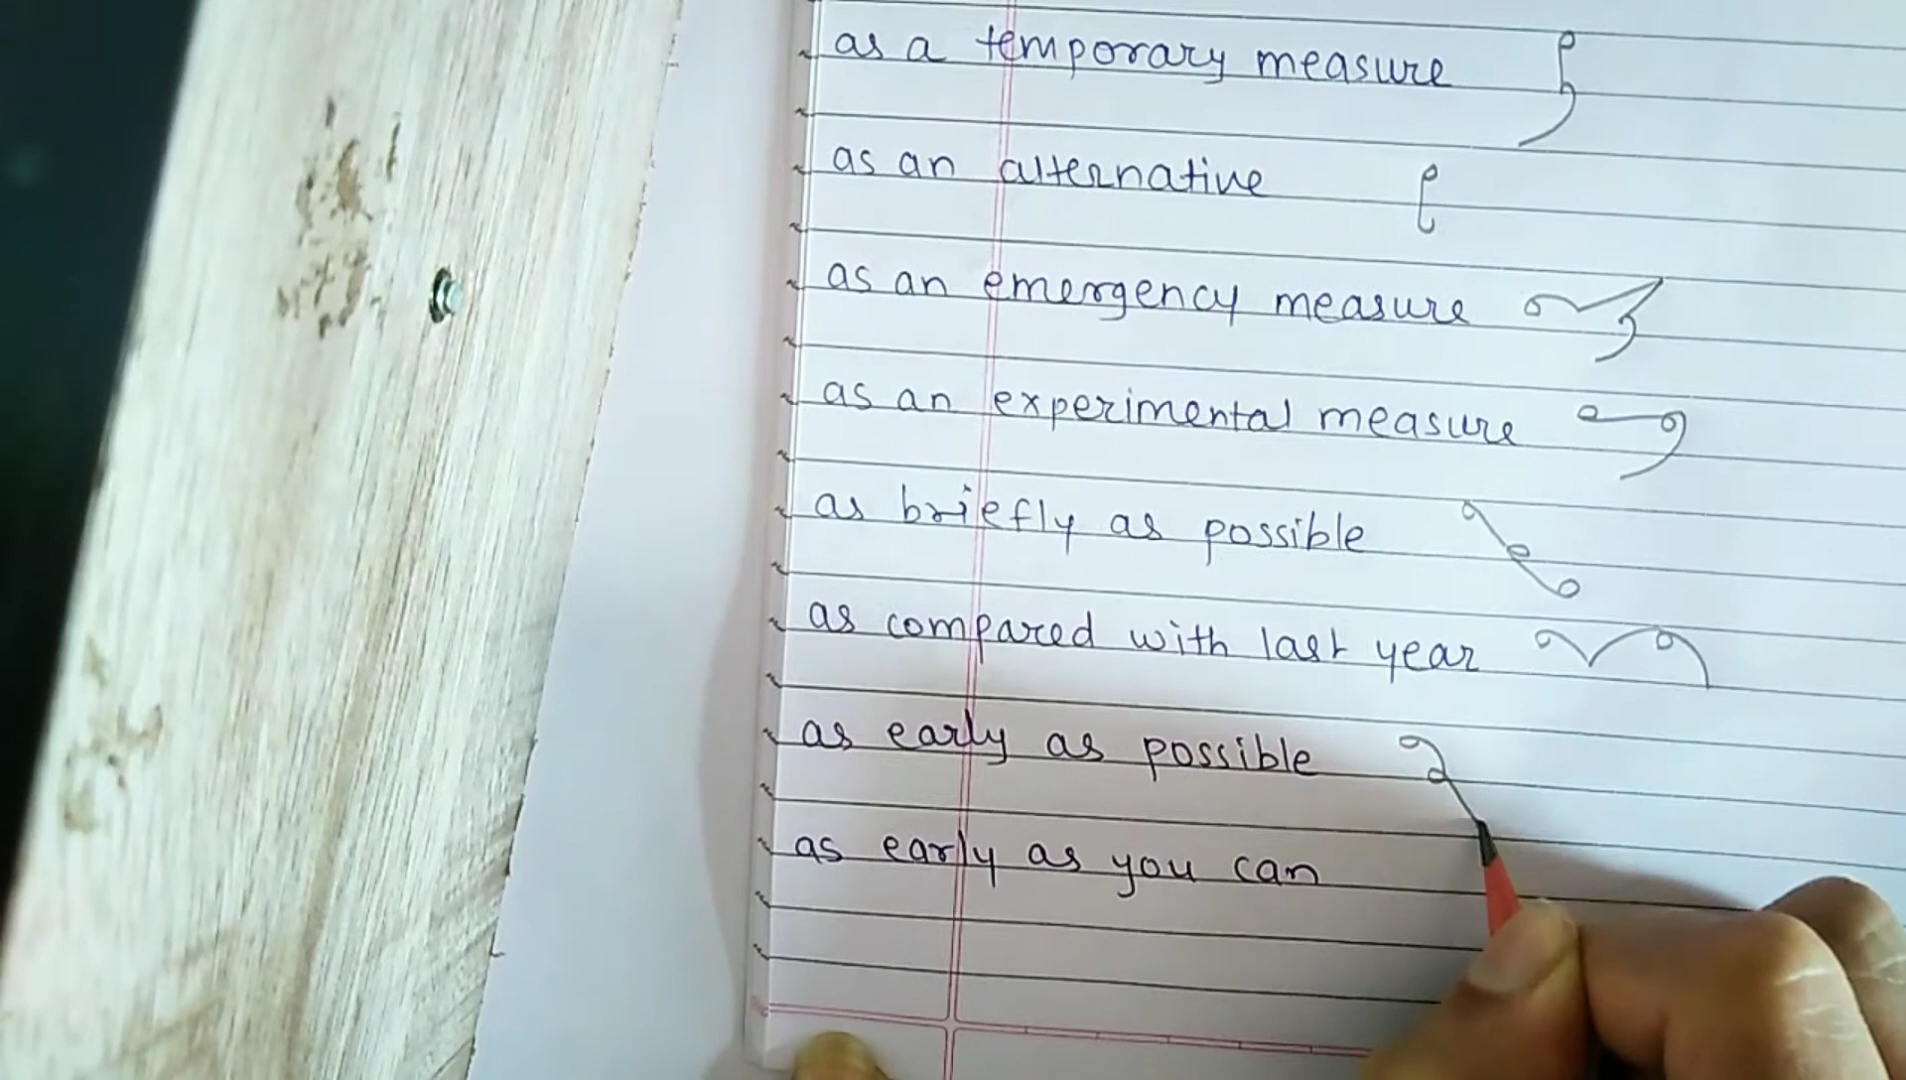 as a temporary measure
as an alternative
as an emergency measure
as an experimental measure
as briefly as possible
as compared with last year
as early as possible
as early as you can